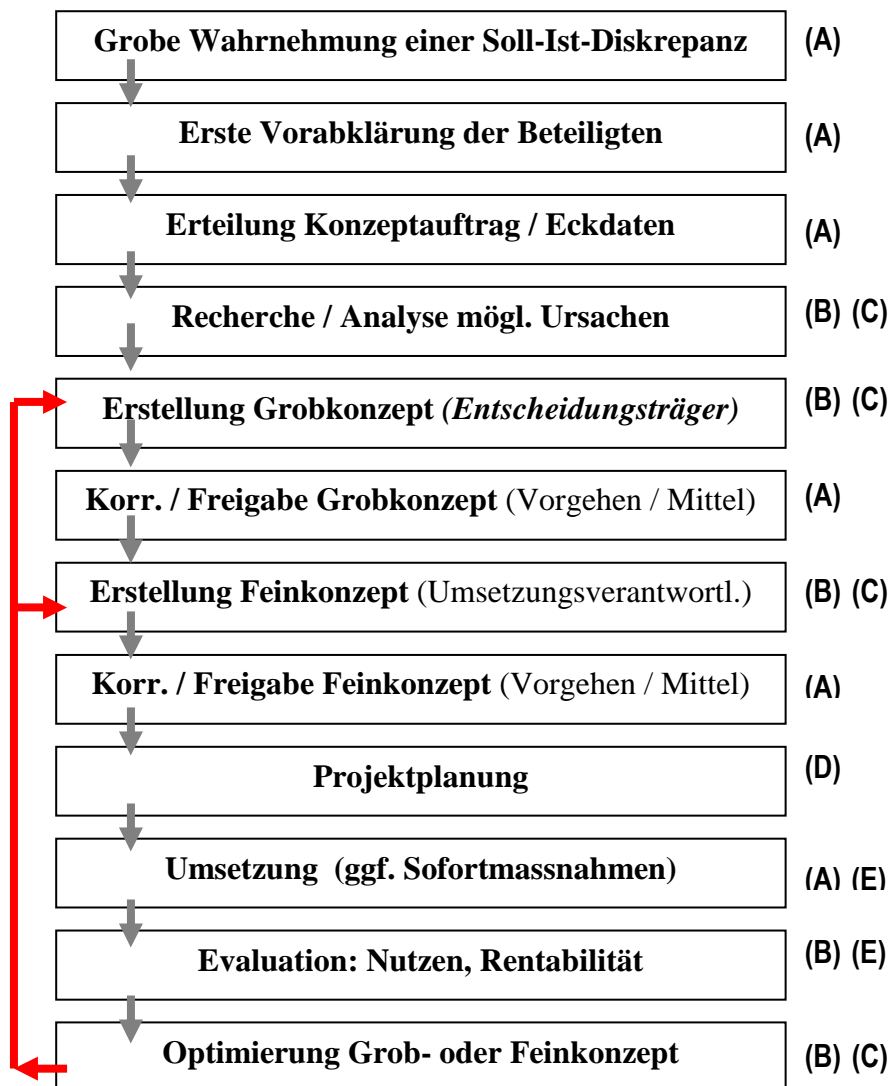 Grobe Wahrnehmung einer Soll-Ist-Diskrepanz (A)
Erste Vorabklärung der Beteiligten (A)
Erteilung Konzeptauftrag / Eckdaten (A)
Recherche / Analyse mögl. Ursachen (B) (C)
Erstellung Grobkonzept (Entscheidungsträger) (B) (C)
Korr. / Freigabe Grobkonzept (Vorgehen / Mittel) (A)
Erstellung Feinkonzept (Umsetzungsverantwortl.) (B) (C)
Korr. / Freigabe Feinkonzept (Vorgehen / Mittel) (A)
Projektplanung (D)
Umsetzung (ggf. Sofortmassnahmen) (A) (E)
Evaluation: Nutzen, Rentabilität (B) (E)
Optimierung Grob- oder Feinkonzept (B) (C)